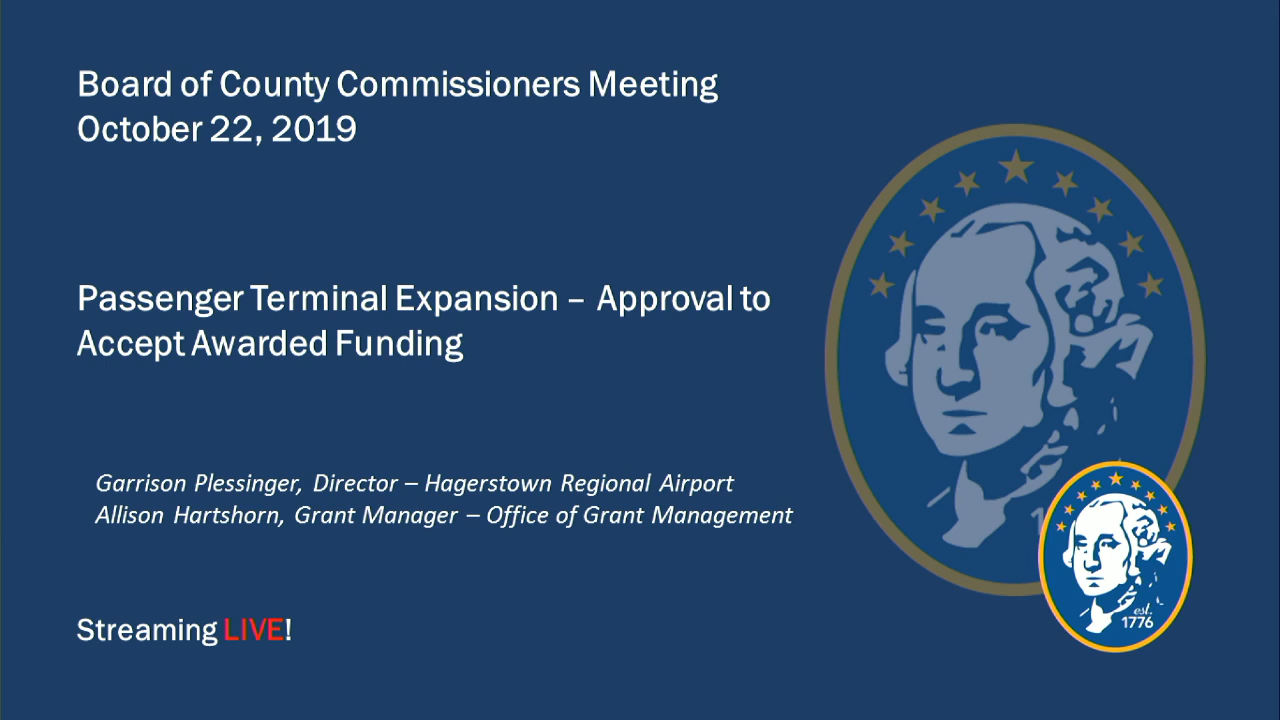 Board of County Commissioners Meeting
October 22, 2019
Passenger Terminal Expansion – Approval to
Accept Awarded Funding
Garrison Plessinger, Director – Hagerstown Regional Airport
Allison Hartshorn, Grant Manager – Office of Grant Management
Streaming LIVE!
est.
1776